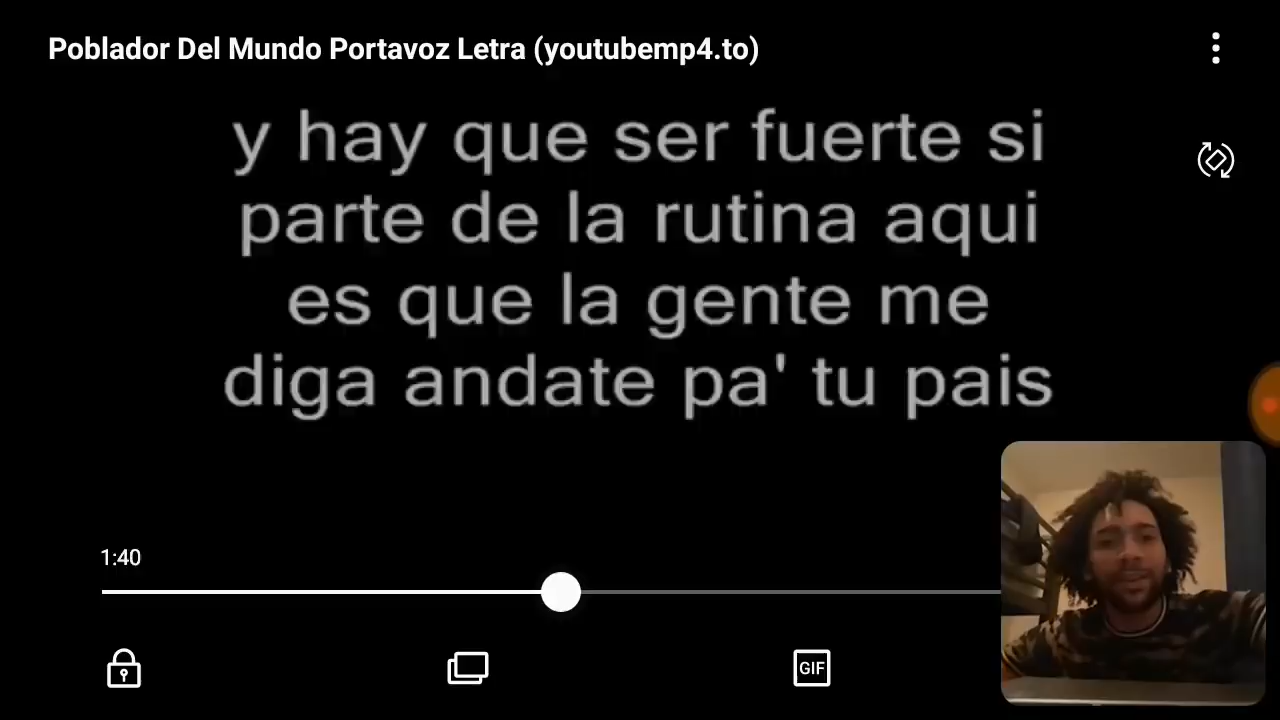 Poblador Del Mundo Portavoz Letra (youtubemp4.to)
y hay que ser fuerte si
parte de la rutina aqui
es que la gente me
diga andate pa' tu pais
1:40
GIF